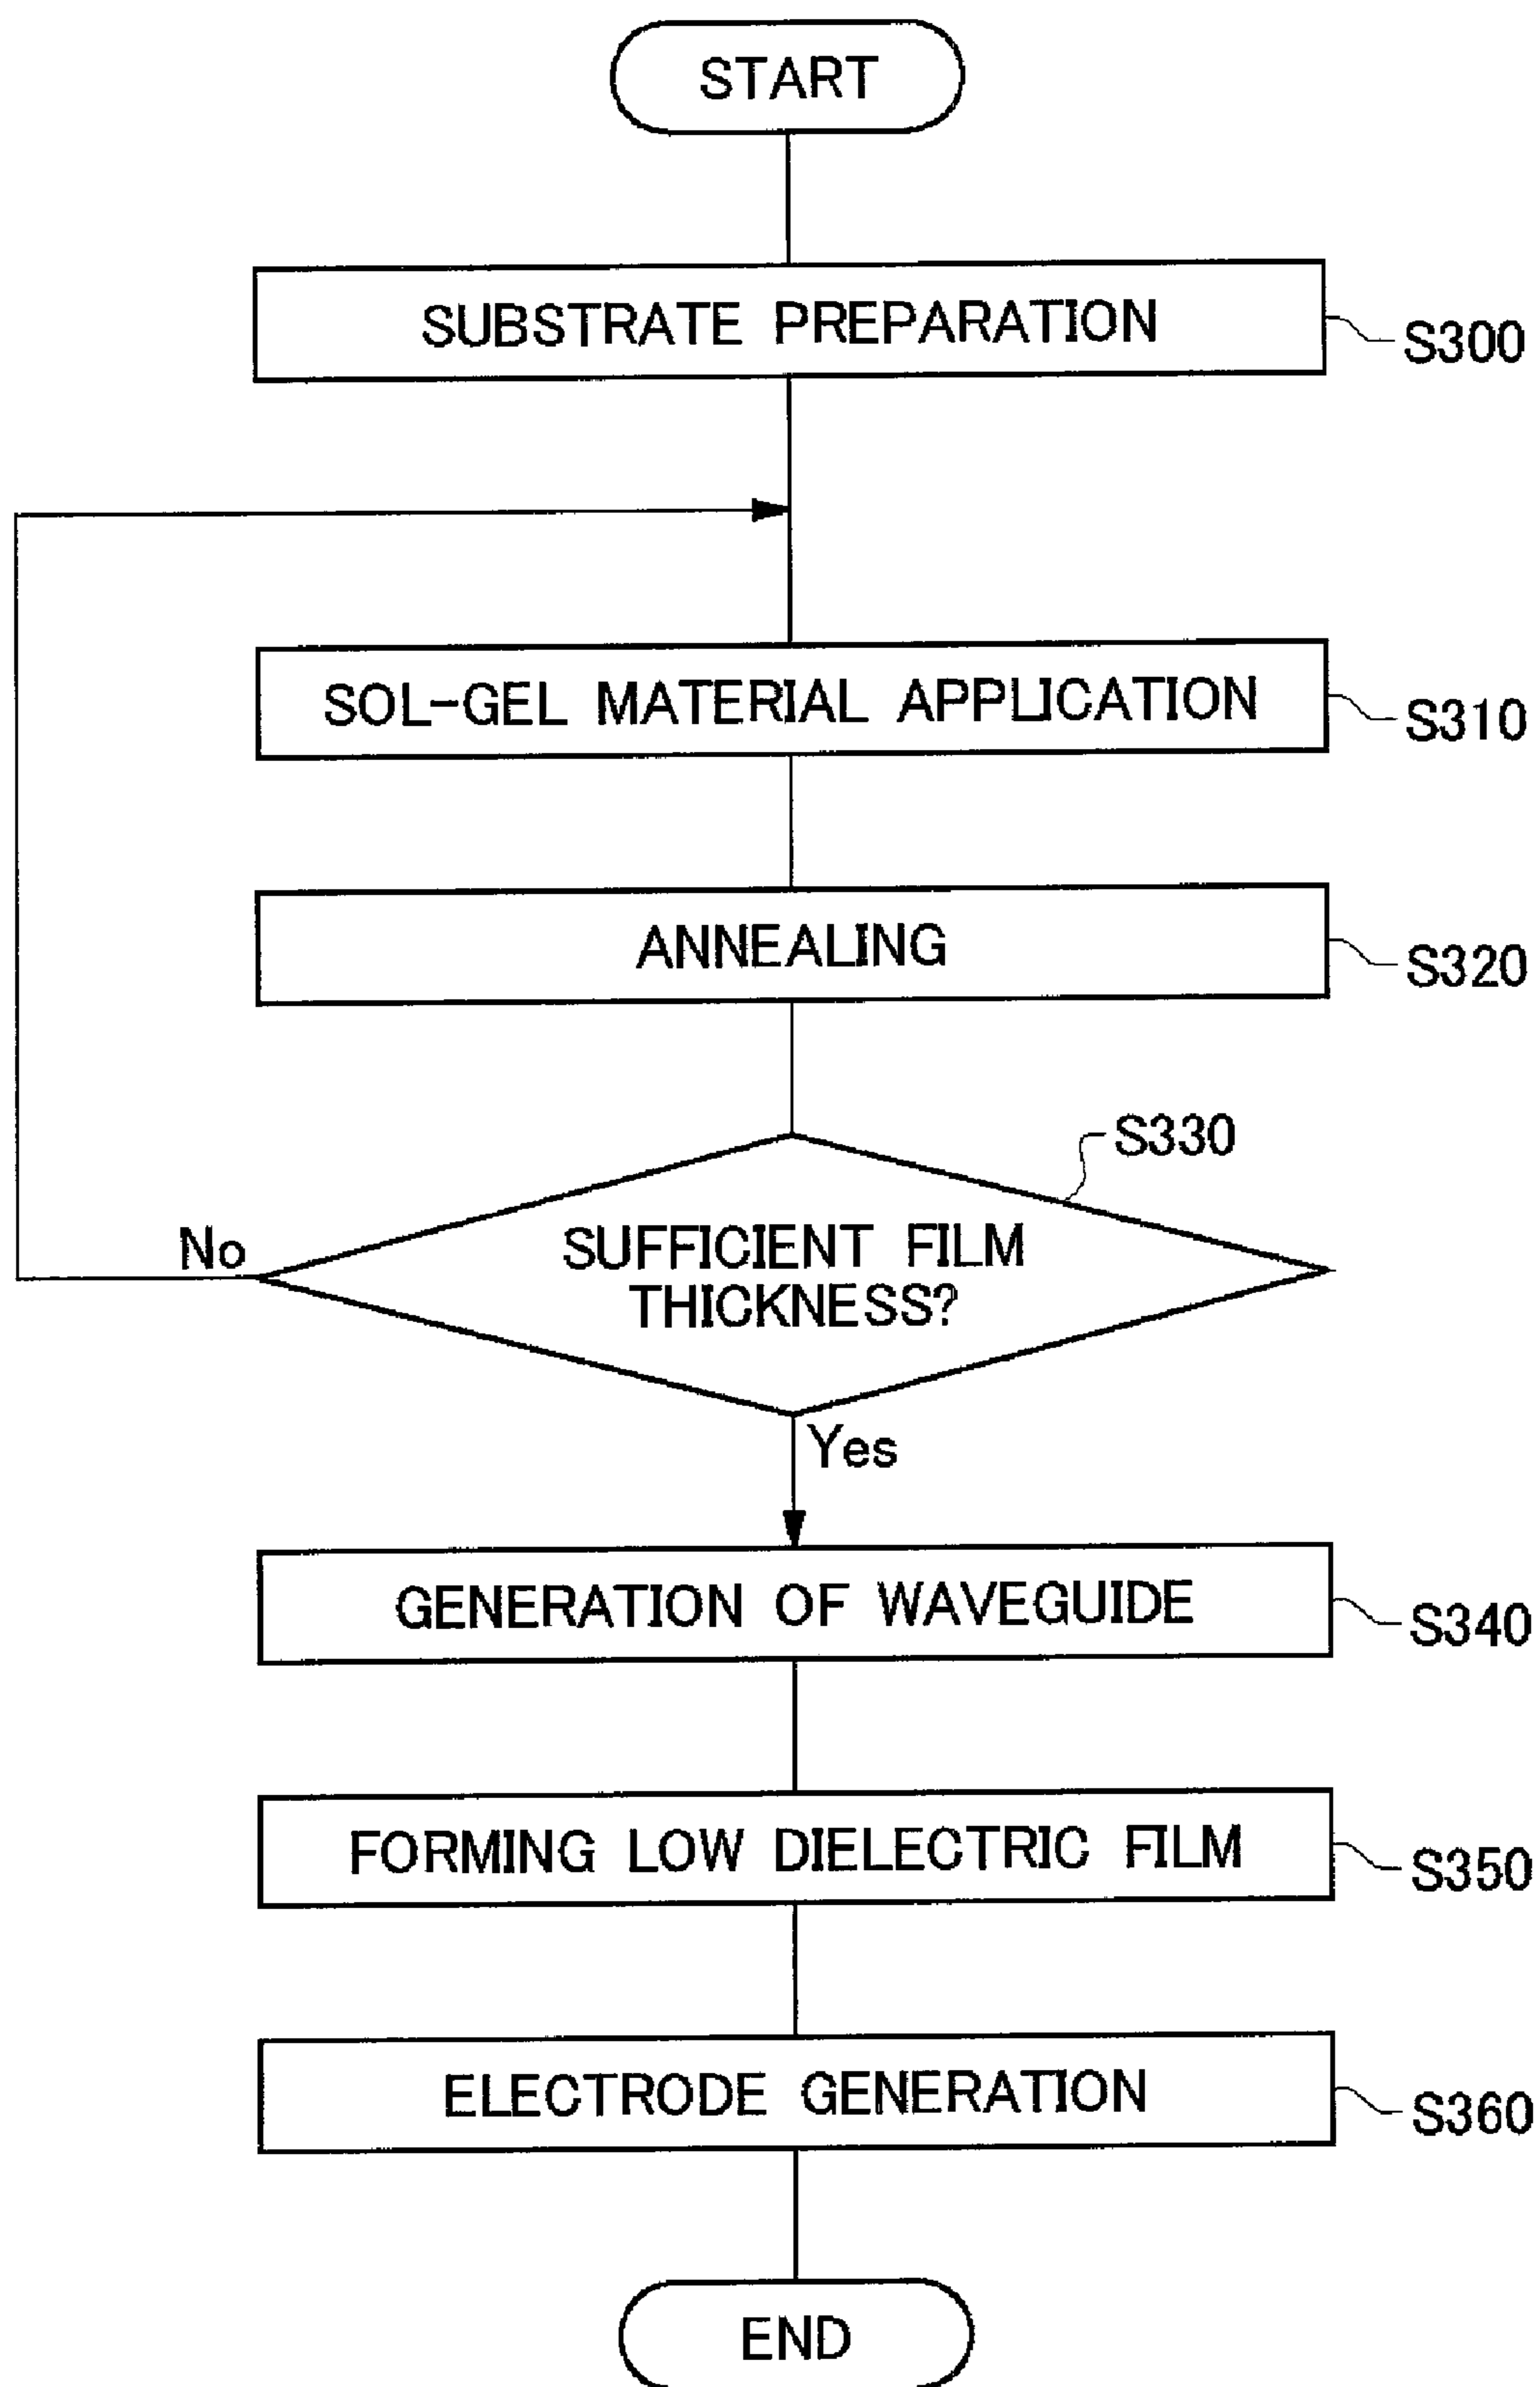 START
SUBSTRATE PREPARATION
S300
SOL-GEL MATERIAL APPLICATION
S310
ANNEALING
S320
S330
SUFFICIENT FILM
THICKNESS?
No
Yes
GENERATION OF WAVEGUIDE
S340
FORMING LOW DIELECTRIC FILM
S350
ELECTRODE GENERATION
S360
END